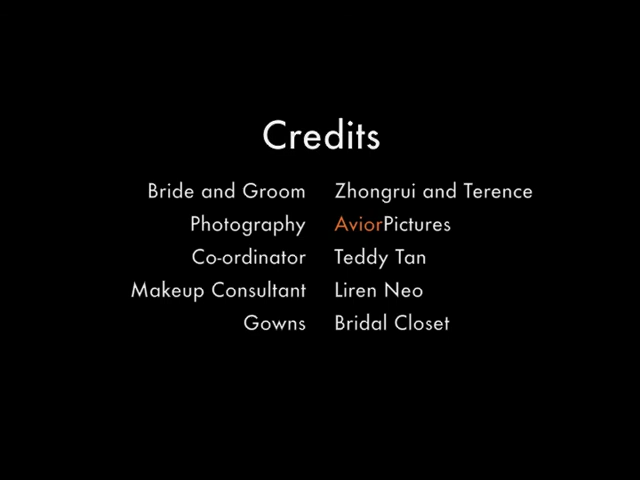 Credits
Bride and Groom Zhongrui and Terence
Photography AviorPictures
Co-ordinator Teddy Tan
Makeup Consultant Liren Neo
Gowns Bridal Closet